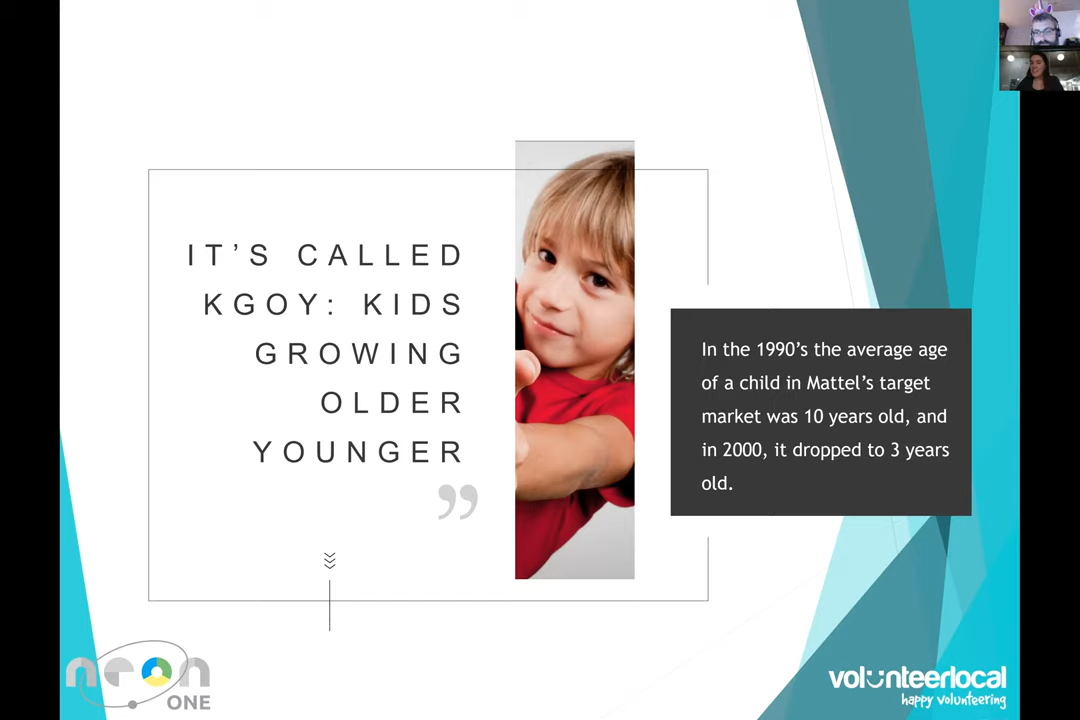 IT’S CALLED
KGOY: KIDS
GROWING
OLDER
YOUNGER
”
In the 1990’s the average age
of a child in Mattel’s target
market was 10 years old, and
in 2000, it dropped to 3 years
old.
neon
ONE
volunteerlocal
happy volunteering